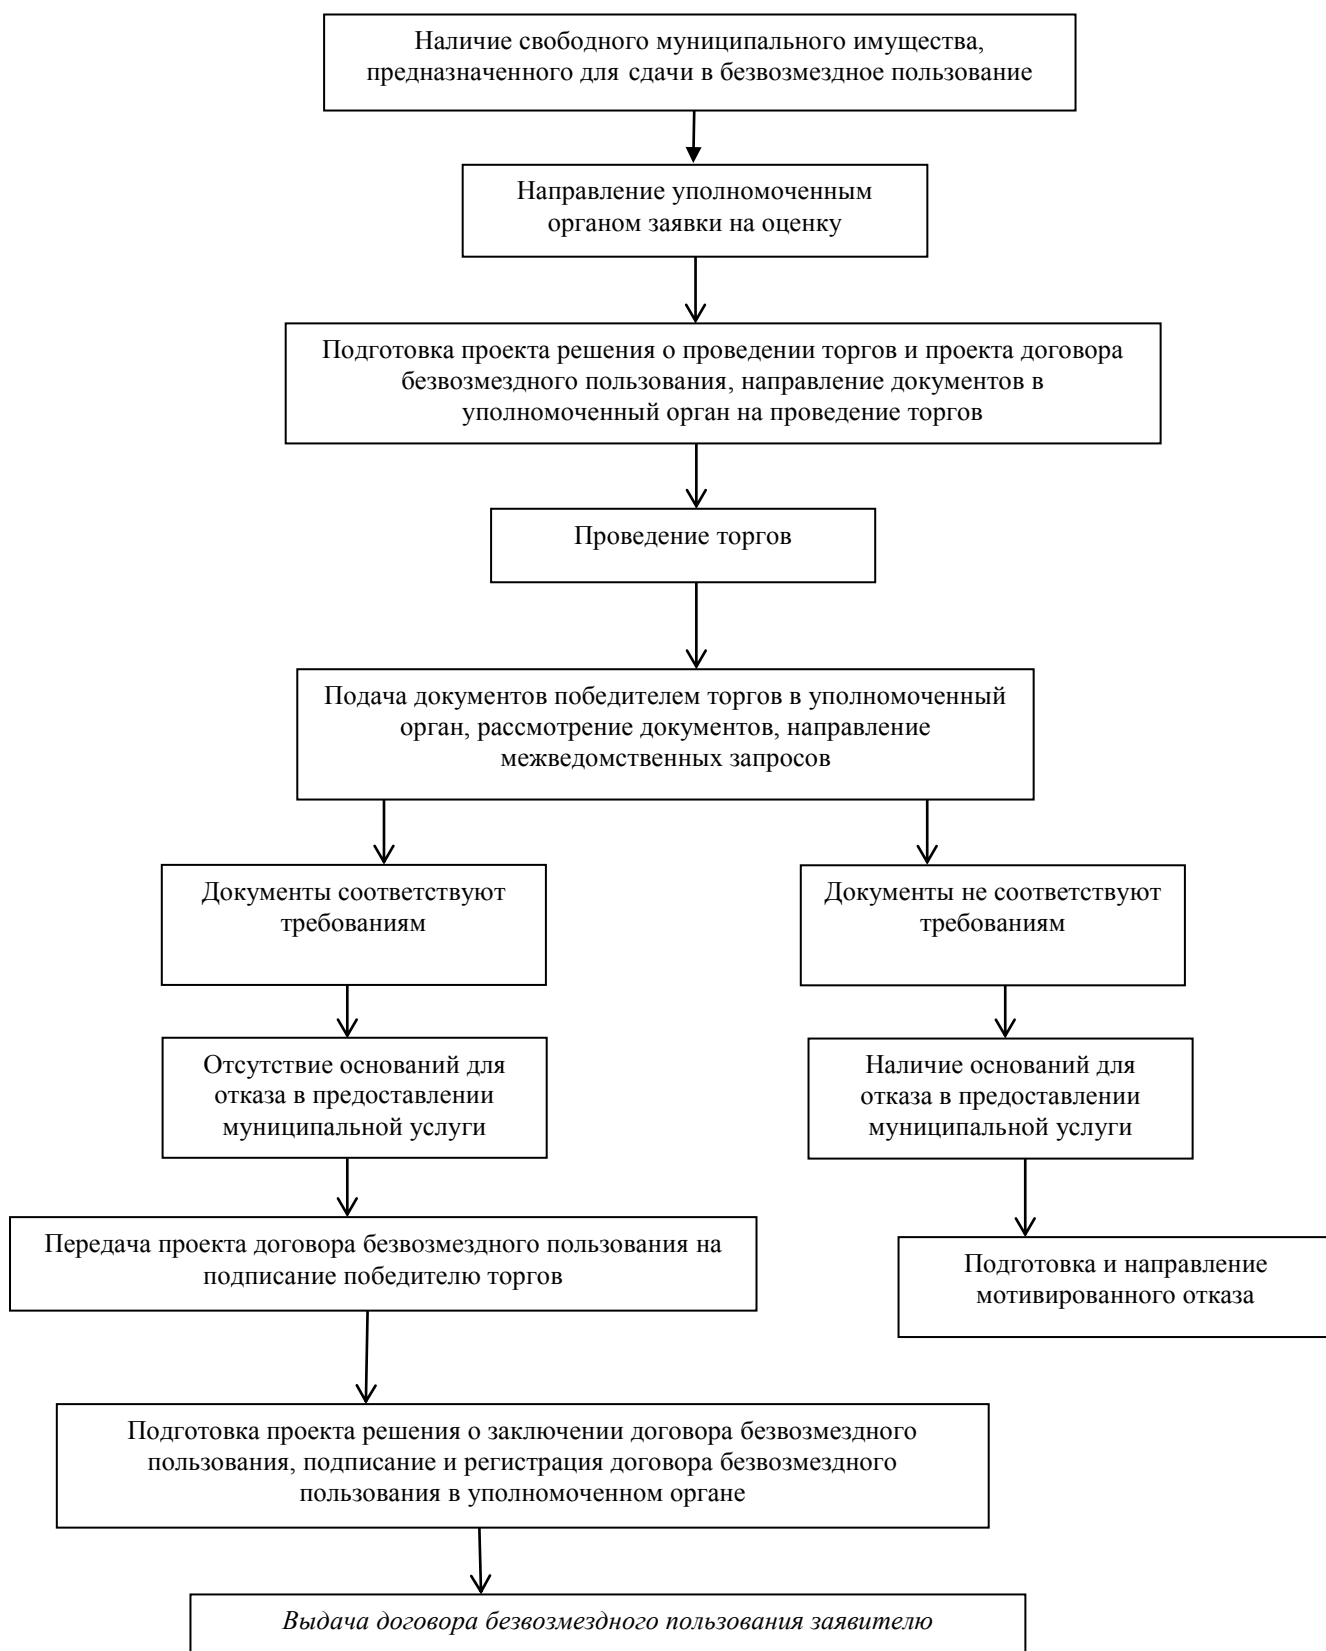 Наличие свободного муниципального имущества,
предназначенного для сдачи в безвозмездное пользование
Направление уполномоченным
органом заявки на оценку
Подготовка проекта решения о проведении торгов и проекта договора
безвозмездного пользования, направление документов в
уполномоченный орган на проведение торгов
Проведение торгов
Подача документов победителем торгов в уполномоченный
орган, рассмотрение документов, направление
межведомственных запросов
Документы соответствуют
требованиям
Документы не соответствуют
требованиям
Отсутствие оснований для
отказа в предоставлении
муниципальной услуги
Наличие оснований для
отказа в предоставлении
муниципальной услуги
Передача проекта договора безвозмездного пользования на
подписание победителю торгов
Подготовка и направление
мотивированного отказа
Подготовка проекта решения о заключении договора безвозмездного
пользования, подписание и регистрация договора безвозмездного
пользования в уполномоченном органе
Выдача договора безвозмездного пользования заявителю